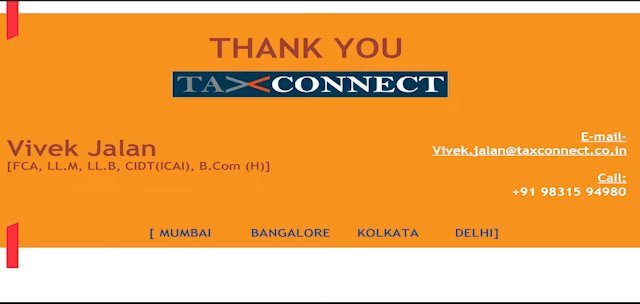 THANK YOU
TAXCONNECT
Vivek Jalan
[FCA, LL.M, LL.B, CIDT(ICAI), B.Com (H)]
E-mail-
Vivek.jalan@taxconnect.co.in
Call:
+91 98315 94980
[ MUMBAI BANGALORE KOLKATA DELHI]